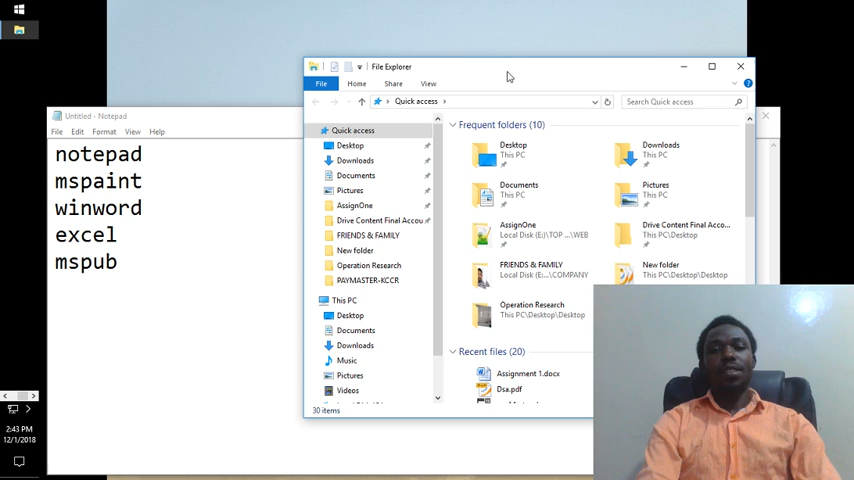 File Explorer
File Home Share View
Quick access
Search Quick access
Untitled - Notepad
File Edit Format View Help
notepad
mspaint
winword
excel
mspub
Quick access
Desktop
Downloads
Documents
Pictures
AssignOne
Drive Content Final Accou
FRIENDS & FAMILY
New folder
Operation Research
PAYMASTER-KCCR
This PC
Desktop
Documents
Downloads
Music
Pictures
Videos
30 items
Frequent folders (10)
Desktop
This PC
Downloads
This PC
Documents
This PC
Pictures
This PC
AssignOne
Local Disk (E:)\TOP ...\WEB
Drive Content Final Acco...
This PC\Desktop
FRIENDS & FAMILY
Local Disk (E:)\...\COMPANY
New folder
This PC\Desktop\Desktop
Operation Research
This PC\Desktop\Desktop
Recent files (20)
Assignment 1.docx
Dsa.pdf
2:43 PM
12/1/2018